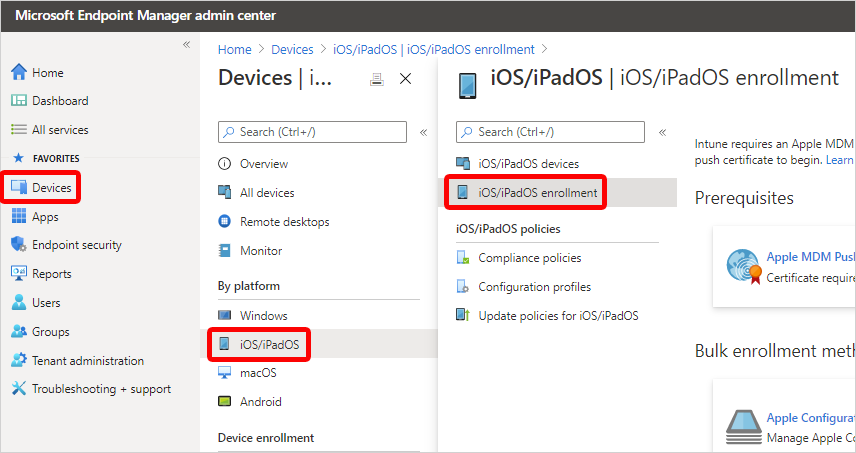 Microsoft Endpoint Manager admin center
Home
Dashboard
All services
FAVORITES
Devices
Apps
Endpoint security
Reports
Users
Groups
Tenant administration
Troubleshooting + support
Home > Devices > iOS/iPadOS | iOS/iPadOS enrollment >
Devices | i...
Search (Ctrl+/)
Overview
All devices
Remote desktops
Monitor
By platform
Windows
iOS/iPadOS
macOS
Android
Device enrollment
iOS/iPadOS | iOS/iPadOS enrollment
Search (Ctrl+/)
iOS/iPadOS devices
iOS/iPadOS enrollment
iOS/iPadOS policies
Compliance policies
Configuration profiles
Update policies for iOS/iPadOS
Intune requires an Apple MDM
push certificate to begin. Learn
Prerequisites
Apple MDM Push
Certificate require
Bulk enrollment meth
Apple Configurat
Manage Apple Co